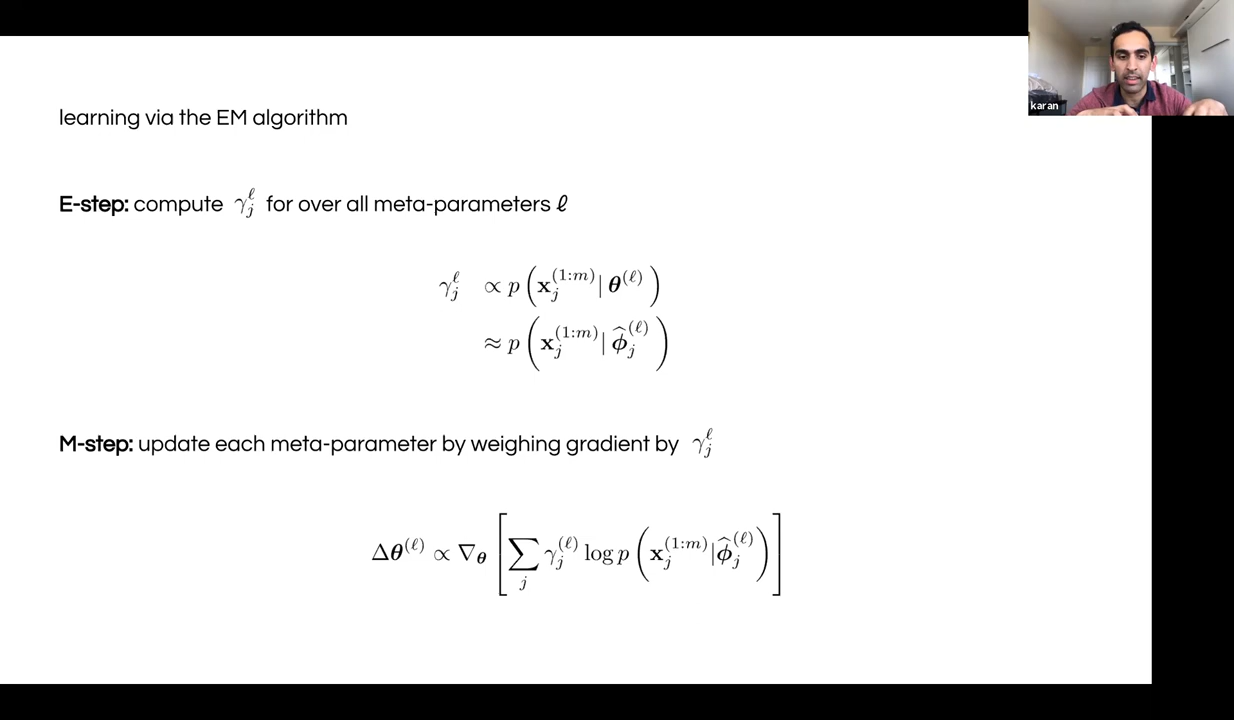 karan
learning via the EM algorithm
E-step: compute γ_j^ℓ for over all meta-parameters ℓ
γ_j^ℓ ∝ p ( x_j^{(1:m)} | θ^{(ℓ)} )
≈ p ( x_j^{(1:m)} | φ̂_j^{(ℓ)} )
M-step: update each meta-parameter by weighing gradient by γ_j^ℓ
Δθ^{(ℓ)} ∝ ∇_θ [ ∑_j γ_j^{(ℓ)} log p ( x_j^{(1:m)} | φ̂_j^{(ℓ)} ) ]